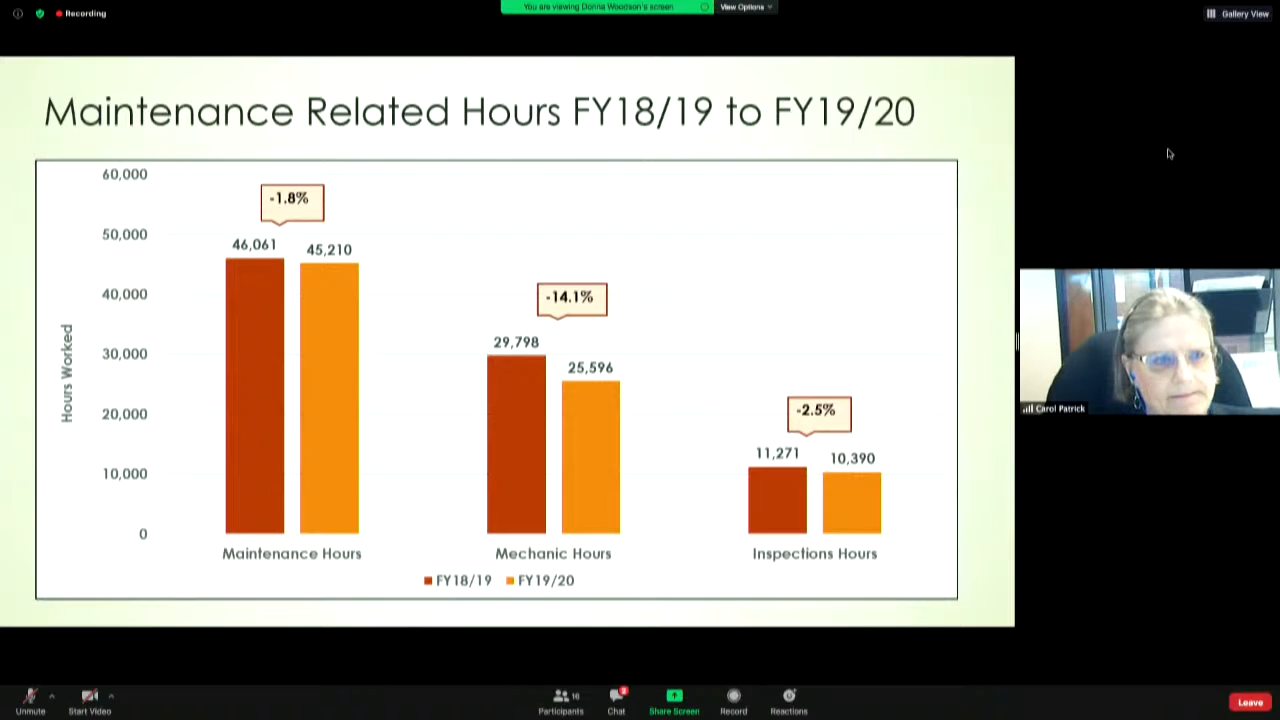 Recording
You are viewing Donna Woodson's screen
View Options
Gallery View
Maintenance Related Hours FY18/19 to FY19/20
60,000
50,000
40,000
30,000
20,000
10,000
0
Hours Worked
-1.8%
46,061
45,210
-14.1%
29,798
25,596
-2.5%
11,271
10,390
Maintenance Hours
Mechanic Hours
Inspections Hours
FY18/19
FY19/20
Carol Patrick
Unmute
Start Video
Participants
16
Chat
Share Screen
Record
Reactions
Leave